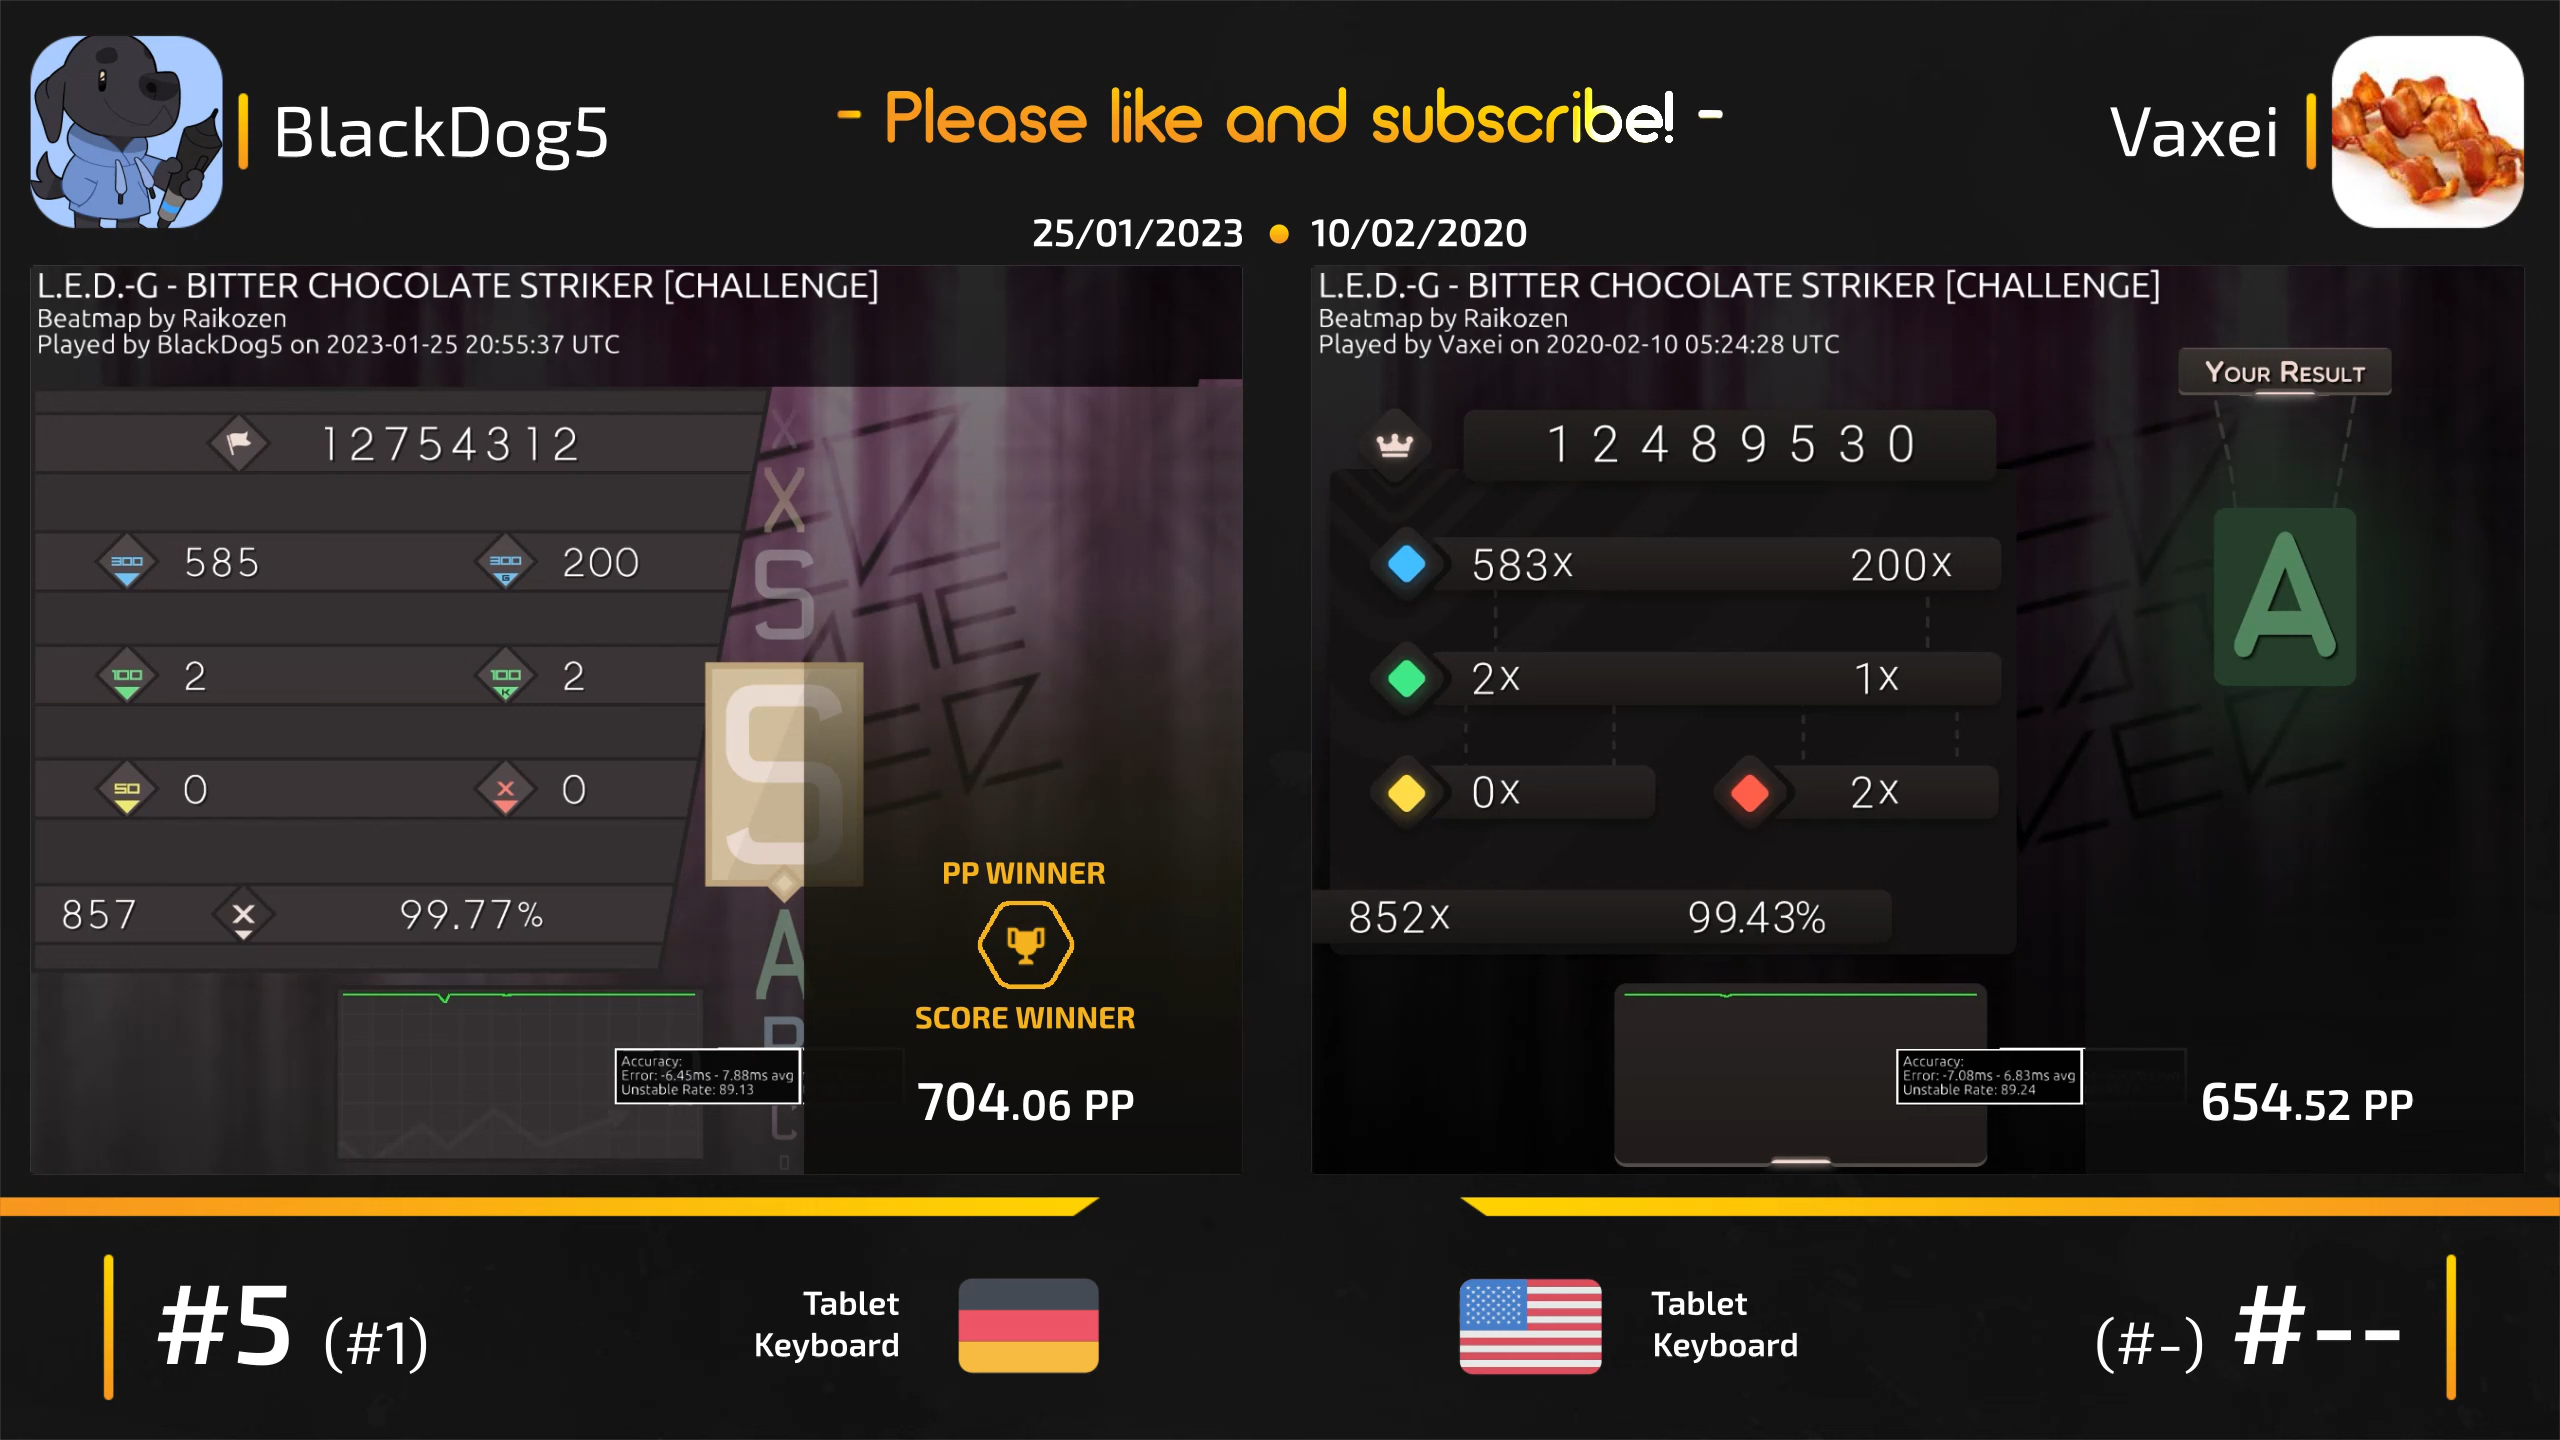 BlackDog5
- Please like and subscribe! -
Vaxei
25/01/2023 • 10/02/2020
L.E.D.-G - BITTER CHOCOLATE STRIKER [CHALLENGE]
Beatmap by Raikozen
Played by BlackDog5 on 2023-01-25 20:55:37 UTC
12754312
300 585 300 G 200
100 2 100 K 2
50 0 X 0
857 X 99.77%
X
X
S
S
A
B
C
D
Accuracy:
Error: -6.45ms - 7.88ms avg
Unstable Rate: 89.13
PP WINNER
SCORE WINNER
704.06 PP
L.E.D.-G - BITTER CHOCOLATE STRIKER [CHALLENGE]
Beatmap by Raikozen
Played by Vaxei on 2020-02-10 05:24:28 UTC
YOUR RESULT
12489530
583X 200X
2X 1X
0X 2X
852X 99.43%
A
Accuracy:
Error: -7.08ms - 6.83ms avg
Unstable Rate: 89.24
654.52 PP
#5 (#1)
Tablet
Keyboard
Tablet
Keyboard
(#-) #--